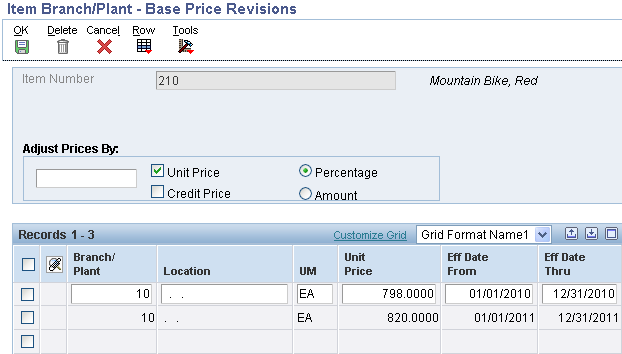 Item Branch/Plant - Base Price Revisions
OK Delete Cancel Row Tools
Item Number 210 Mountain Bike, Red
Adjust Prices By:
Unit Price Percentage
Credit Price Amount
Records 1 - 3 Customize Grid Grid Format Name1
Branch/ Unit Eff Date Eff Date
Plant Location UM Price From Thru
10 . . EA 798.0000 01/01/2010 12/31/2010
10 . . EA 820.0000 01/01/2011 12/31/2011